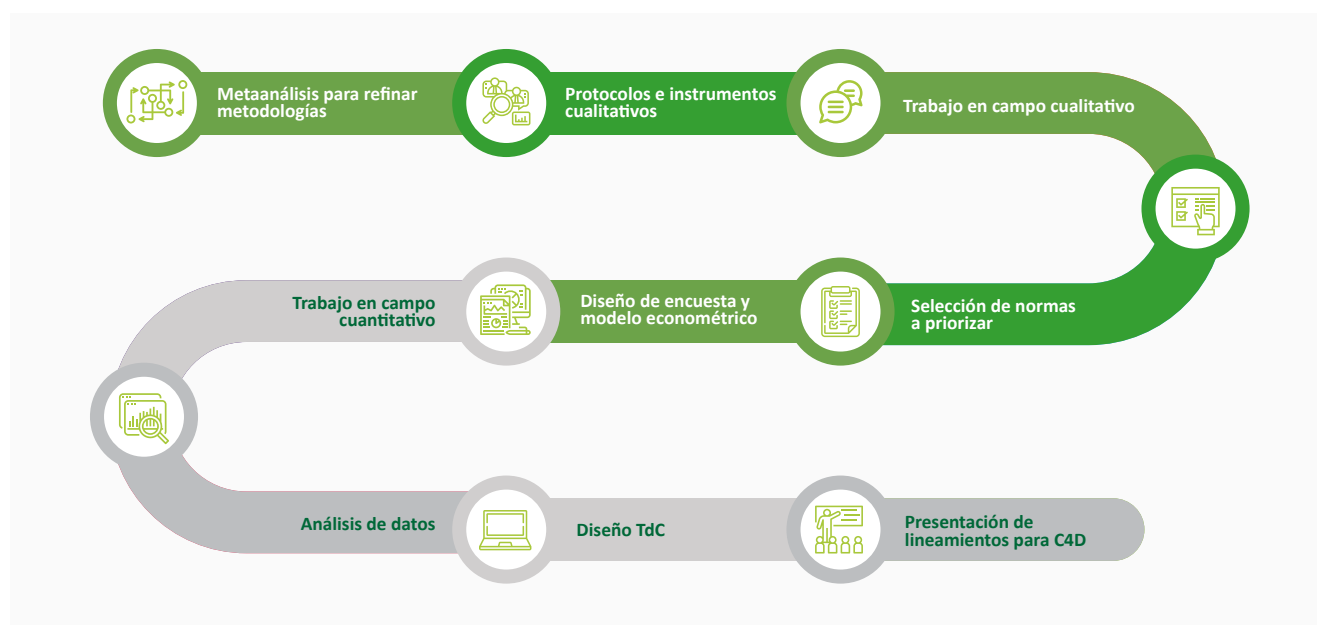 Metaanálisis para refinar
metodologías
Protocolos e instrumentos
cualitativos
Trabajo en campo cualitativo
Selección de normas
a priorizar
Diseño de encuesta y
modelo econométrico
Trabajo en campo
cuantitativo
Análisis de datos
Diseño TdC
Presentación de
lineamientos para C4D